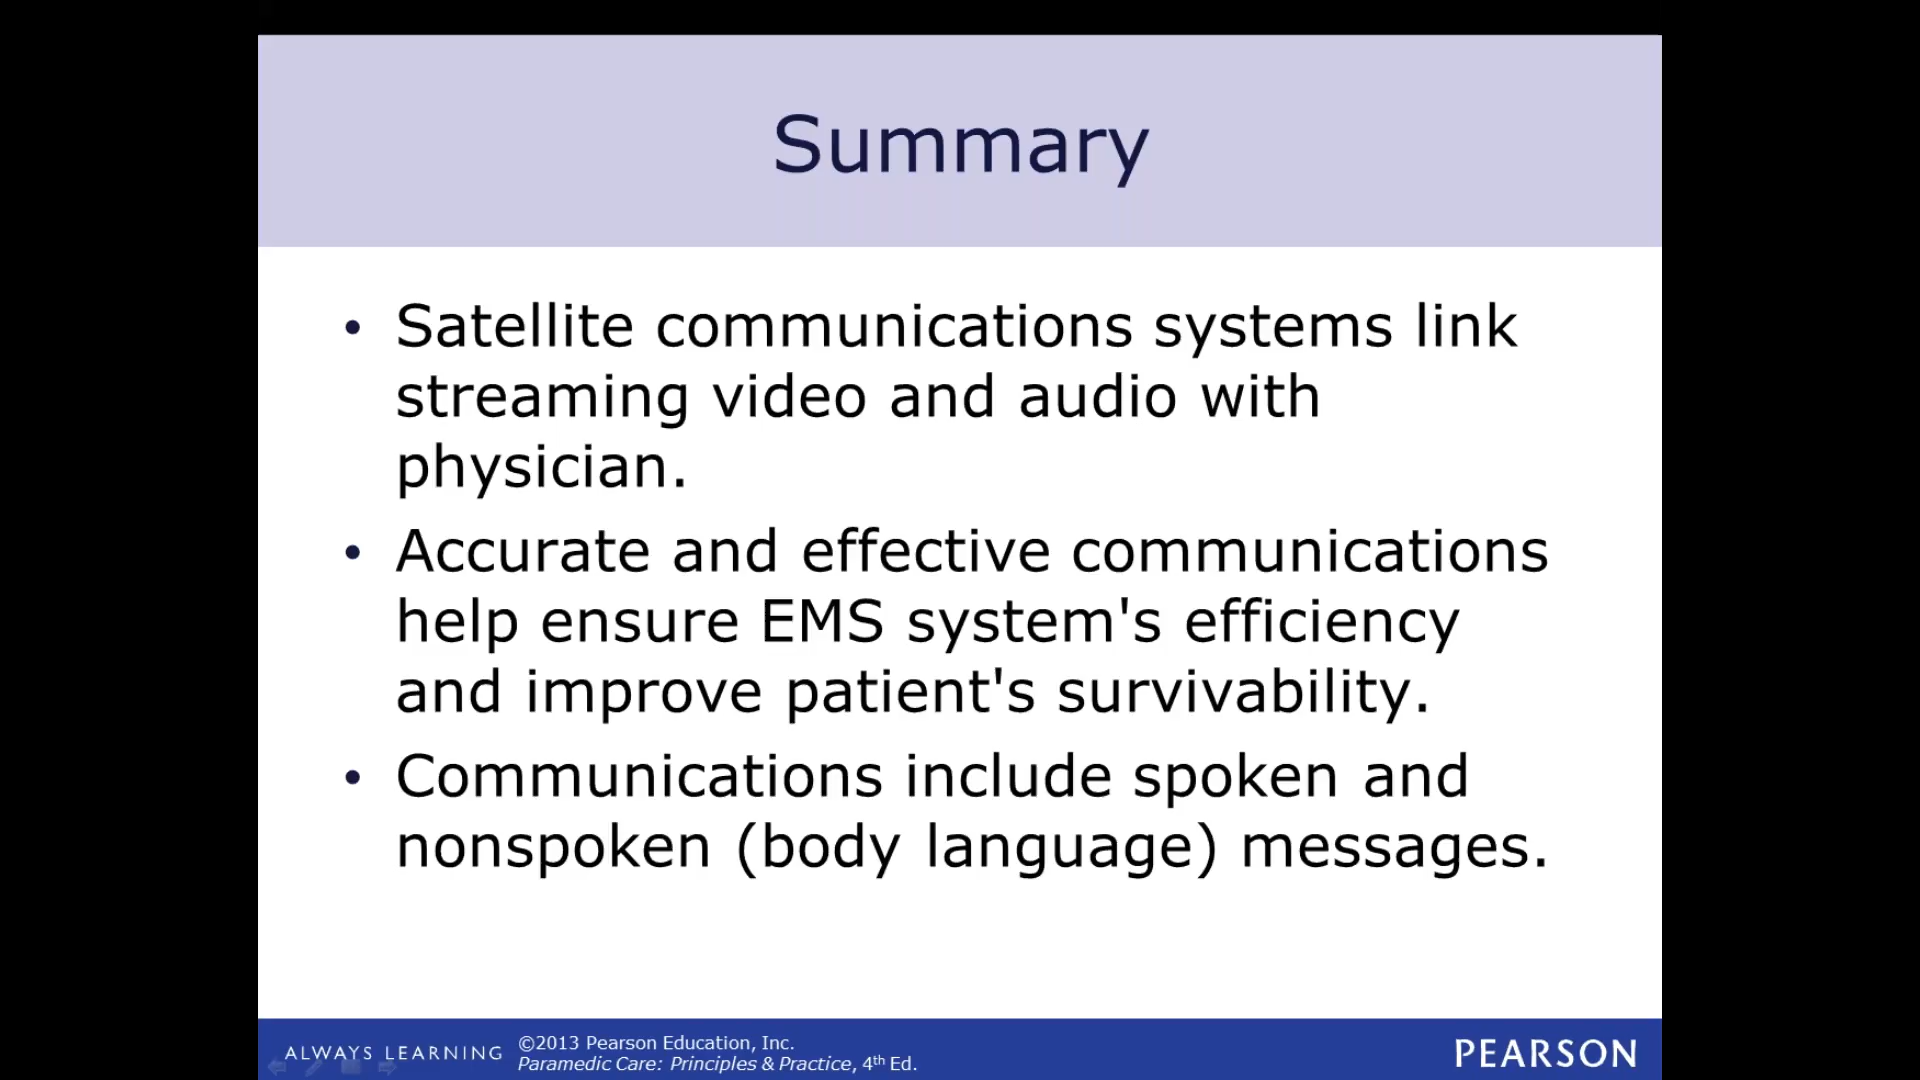 Summary
• Satellite communications systems link
streaming video and audio with
physician.
• Accurate and effective communications
help ensure EMS system's efficiency
and improve patient's survivability.
• Communications include spoken and
nonspoken (body language) messages.
ALWAYS LEARNING
©2013 Pearson Education, Inc.
Paramedic Care: Principles & Practice, 4th Ed.
PEARSON